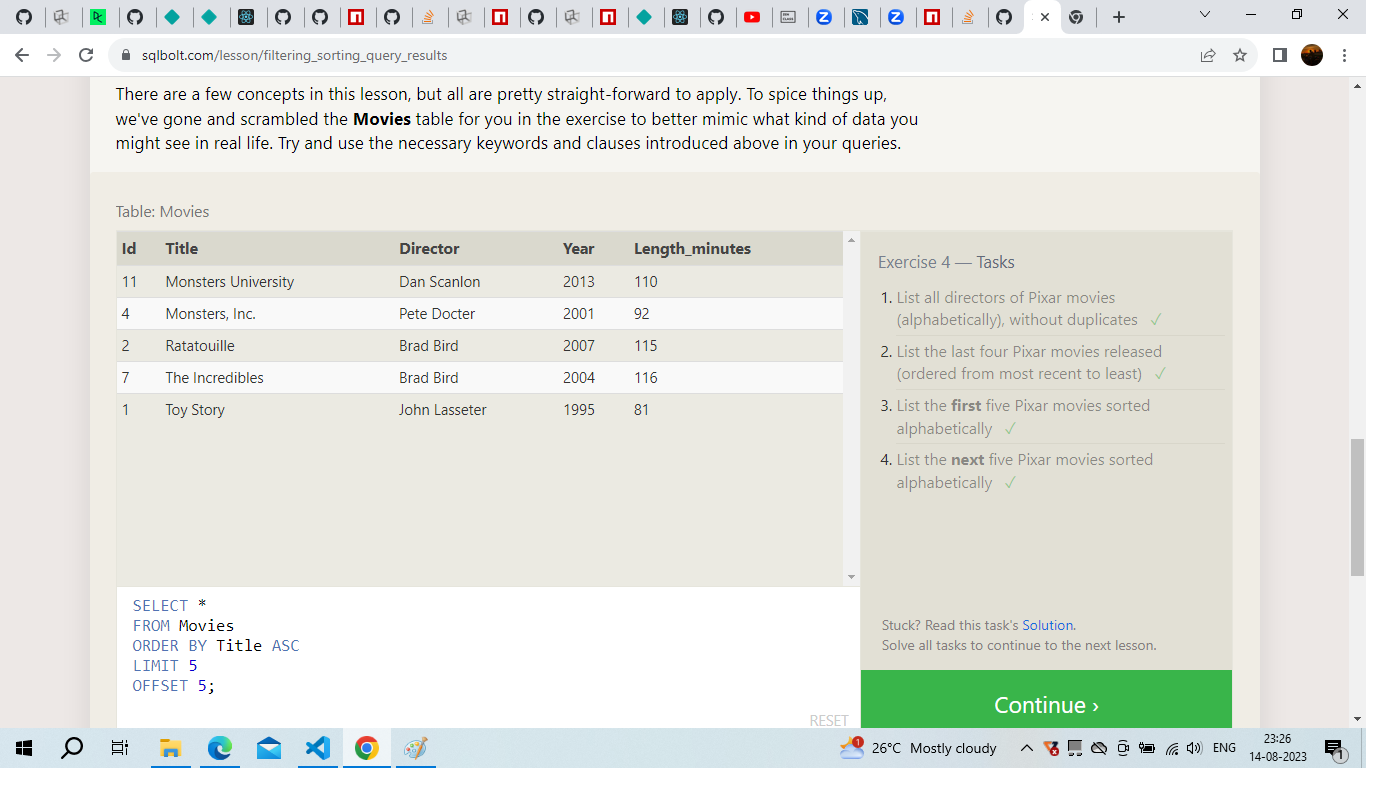 sqlbolt.com/lesson/filtering_sorting_query_results
There are a few concepts in this lesson, but all are pretty straight-forward to apply. To spice things up,
we've gone and scrambled the Movies table for you in the exercise to better mimic what kind of data you
might see in real life. Try and use the necessary keywords and clauses introduced above in your queries.
Table: Movies
Id Title Director Year Length_minutes
11 Monsters University Dan Scanlon 2013 110
4 Monsters, Inc. Pete Docter 2001 92
2 Ratatouille Brad Bird 2007 115
7 The Incredibles Brad Bird 2004 116
1 Toy Story John Lasseter 1995 81
SELECT *
FROM Movies
ORDER BY Title ASC
LIMIT 5
OFFSET 5;
RESET
Exercise 4 — Tasks
1. List all directors of Pixar movies
(alphabetically), without duplicates ✓
2. List the last four Pixar movies released
(ordered from most recent to least) ✓
3. List the first five Pixar movies sorted
alphabetically ✓
4. List the next five Pixar movies sorted
alphabetically ✓
Stuck? Read this task's Solution.
Solve all tasks to continue to the next lesson.
Continue ›
1 26°C Mostly cloudy ENG 23:26
14-08-2023 1